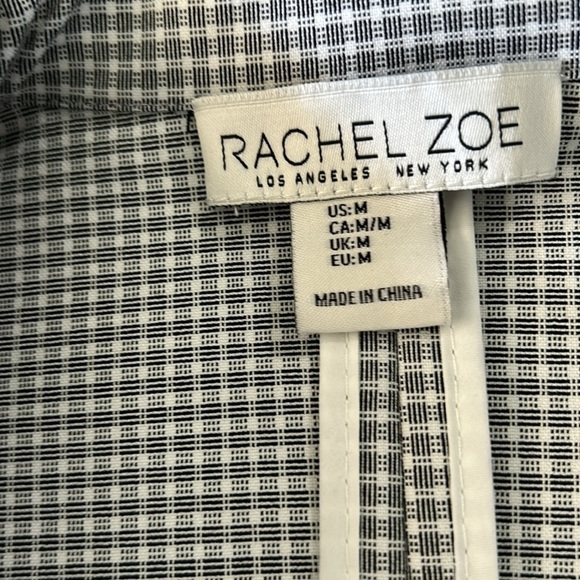 RACHEL ZOE
LOS ANGELES NEW YORK
US:M
CA:M/M
UK:M
EU:M
MADE IN CHINA